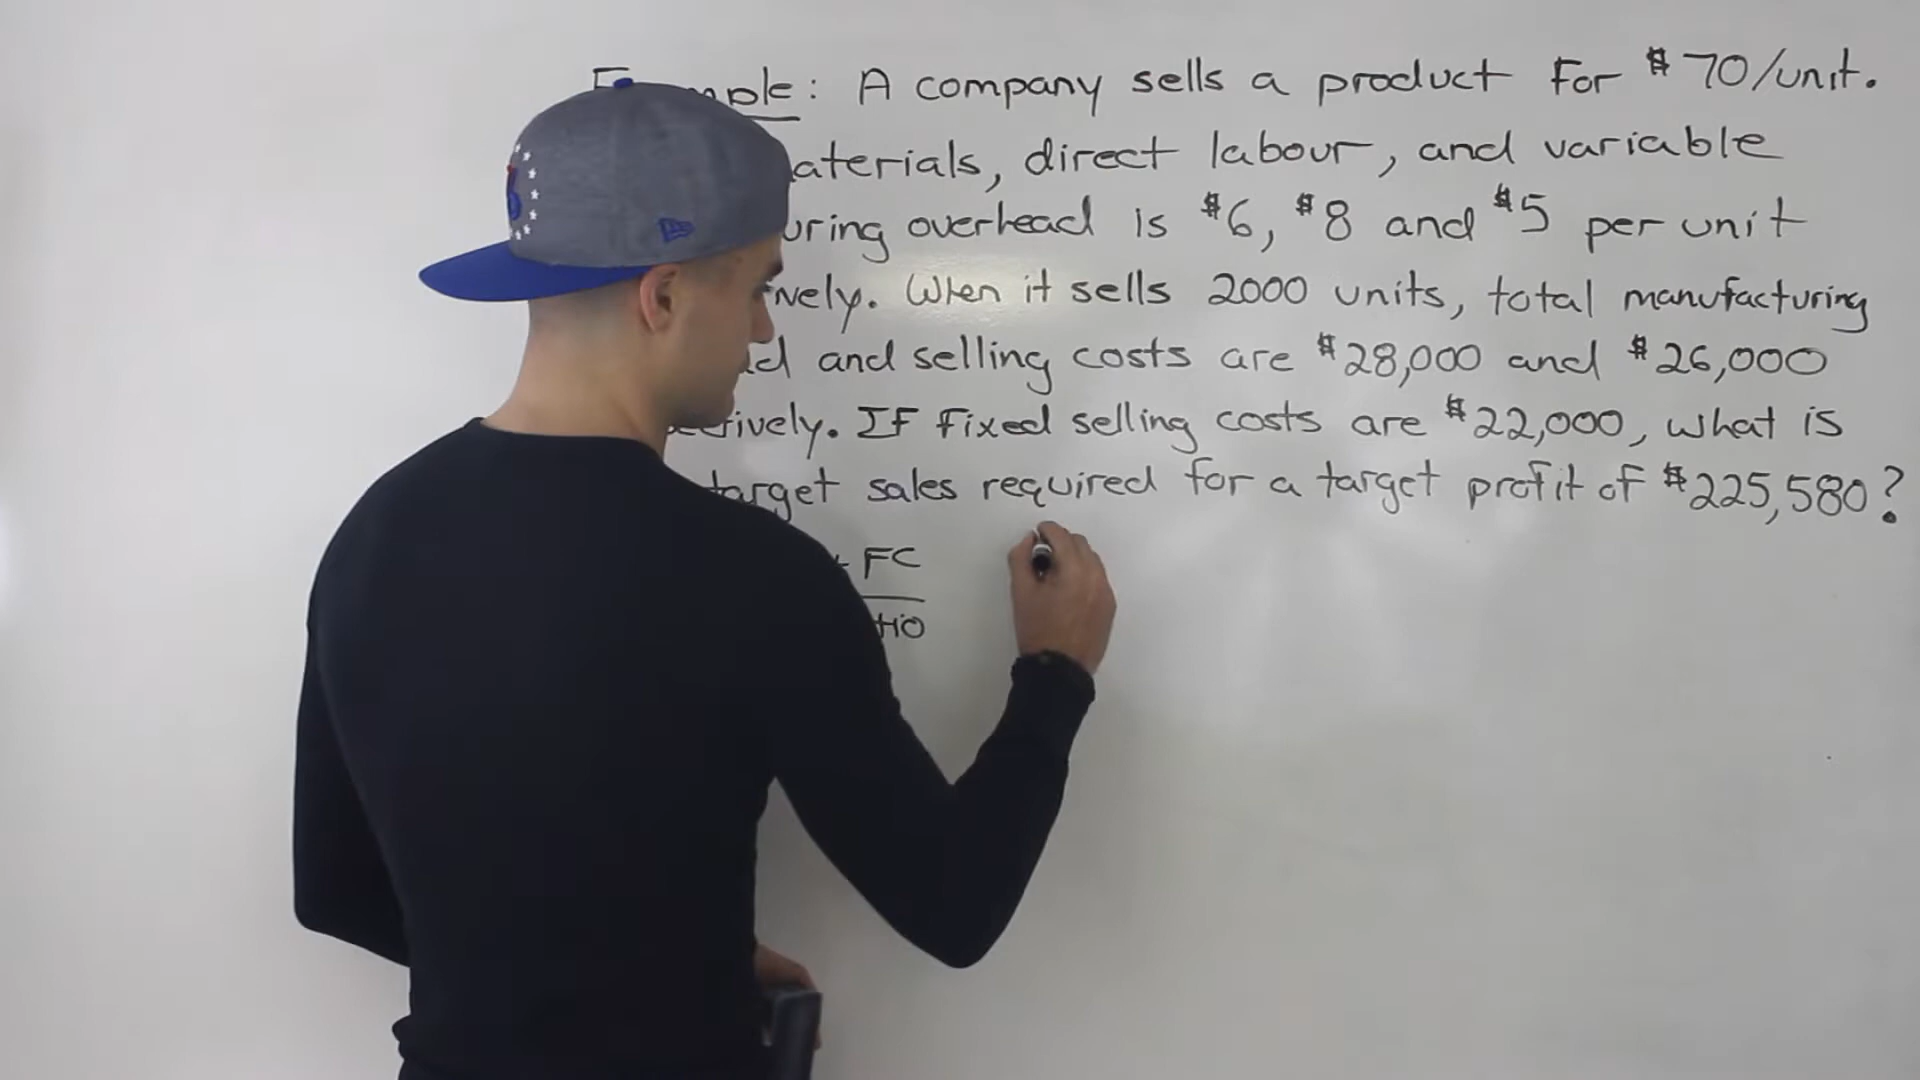 Example: A company sells a product for $70/unit.
aterials, direct labour, and variable
uring overhead is $6, $8 and $5 per unit
vely. When it sells 2000 units, total manufacturing
and selling costs are $28,000 and $26,000
ively. If fixed selling costs are $22,000, what is
target sales required for a target profit of $225,580?
+ FC